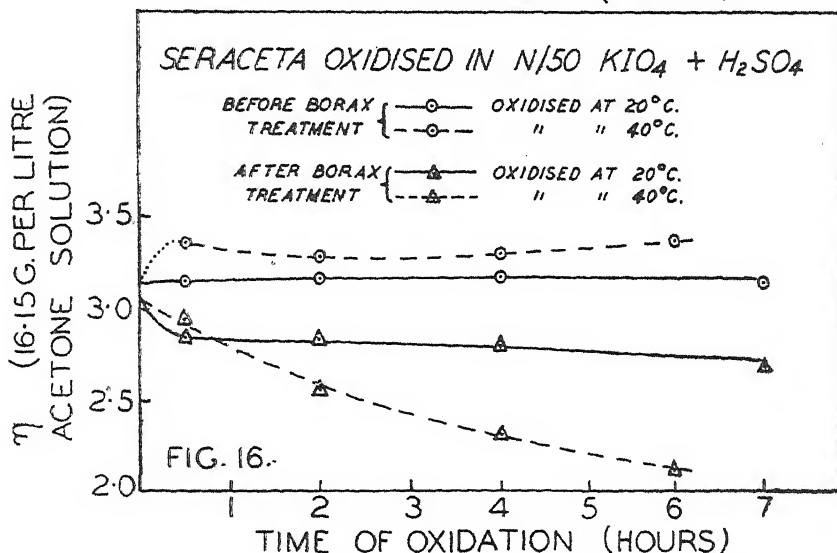 SERACETA OXIDISED IN N/50 KIO4 + H2SO4
BEFORE BORAX TREATMENT OXIDISED AT 20°C.
" " 40°C.
AFTER BORAX TREATMENT OXIDISED AT 20°C.
" " 40°C.
η (16·15 G. PER LITRE
ACETONE SOLUTION)
3·5
3·0
2·5
2·0
FIG. 16.
1 2 3 4 5 6 7
TIME OF OXIDATION (HOURS)